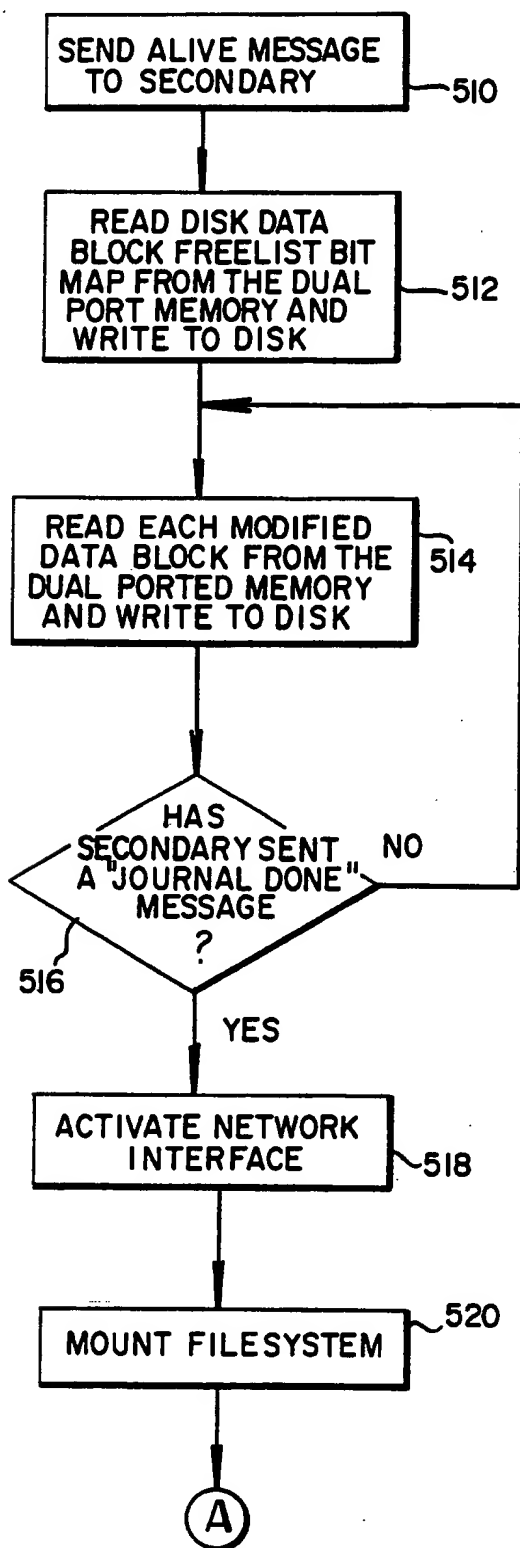 SEND ALIVE MESSAGE
TO SECONDARY
510
READ DISK DATA
BLOCK FREELIST BIT
MAP FROM THE DUAL
PORT MEMORY AND
WRITE TO DISK
512
READ EACH MODIFIED
DATA BLOCK FROM THE
DUAL PORTED MEMORY
AND WRITE TO DISK
514
HAS
SECONDARY SENT
A "JOURNAL DONE"
MESSAGE
?
NO
516
YES
ACTIVATE NETWORK
INTERFACE
518
MOUNT FILESYSTEM
520
A